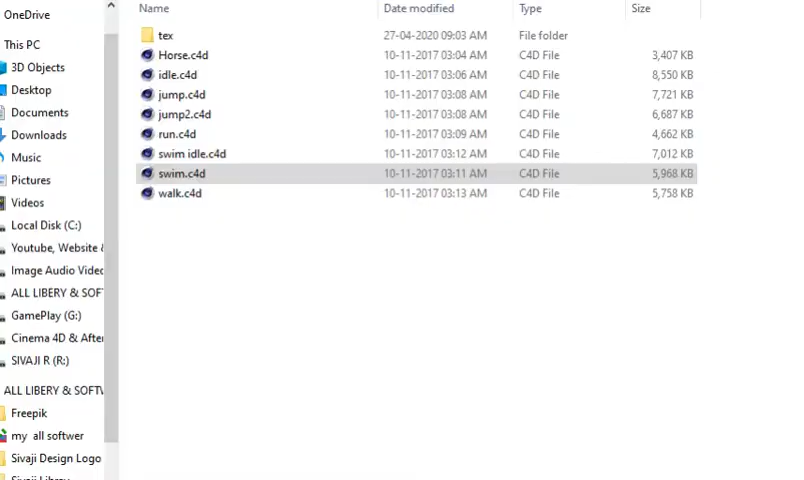 OneDrive
This PC
3D Objects
Desktop
Documents
Downloads
Music
Pictures
Videos
Local Disk (C:)
Youtube, Website &
Image Audio Video
ALL LIBERY & SOF
GamePlay (G:)
Cinema 4D & After
SIVAJI R (R:)
ALL LIBERY & SOFTW
Freepik
my all softwer
Sivaji Design Logo
Sivaji Library
Name Date modified Type Size
tex 27-04-2020 09:03 AM File folder
Horse.c4d 10-11-2017 03:04 AM C4D File 3,407 KB
idle.c4d 10-11-2017 03:06 AM C4D File 8,550 KB
jump.c4d 10-11-2017 03:08 AM C4D File 7,721 KB
jump2.c4d 10-11-2017 03:08 AM C4D File 6,687 KB
run.c4d 10-11-2017 03:09 AM C4D File 4,662 KB
swim idle.c4d 10-11-2017 03:12 AM C4D File 7,012 KB
swim.c4d 10-11-2017 03:11 AM C4D File 5,968 KB
walk.c4d 10-11-2017 03:13 AM C4D File 5,758 KB